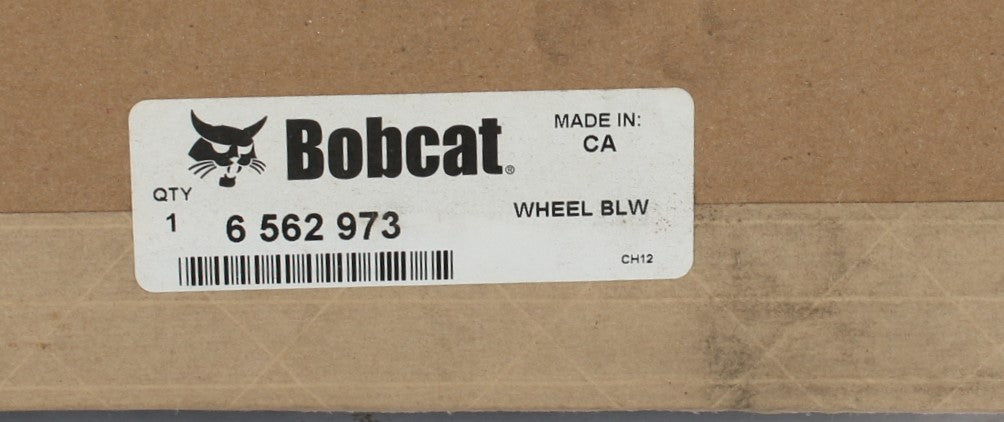 Bobcat®
MADE IN:
CA
QTY
1
6 562 973
WHEEL BLW
CH12